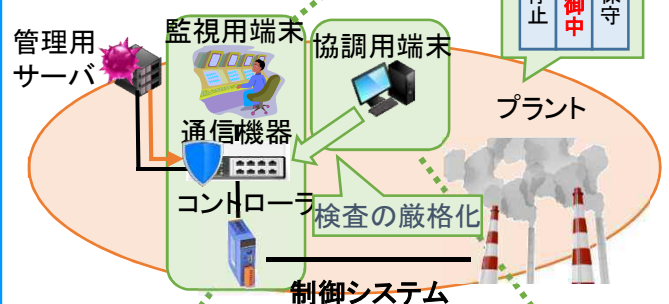 停止
御中
保守
管理用
サーバ
監視用端末
協調用端末
プラント
通信機器
コントローラ
検査の厳格化
制御システム